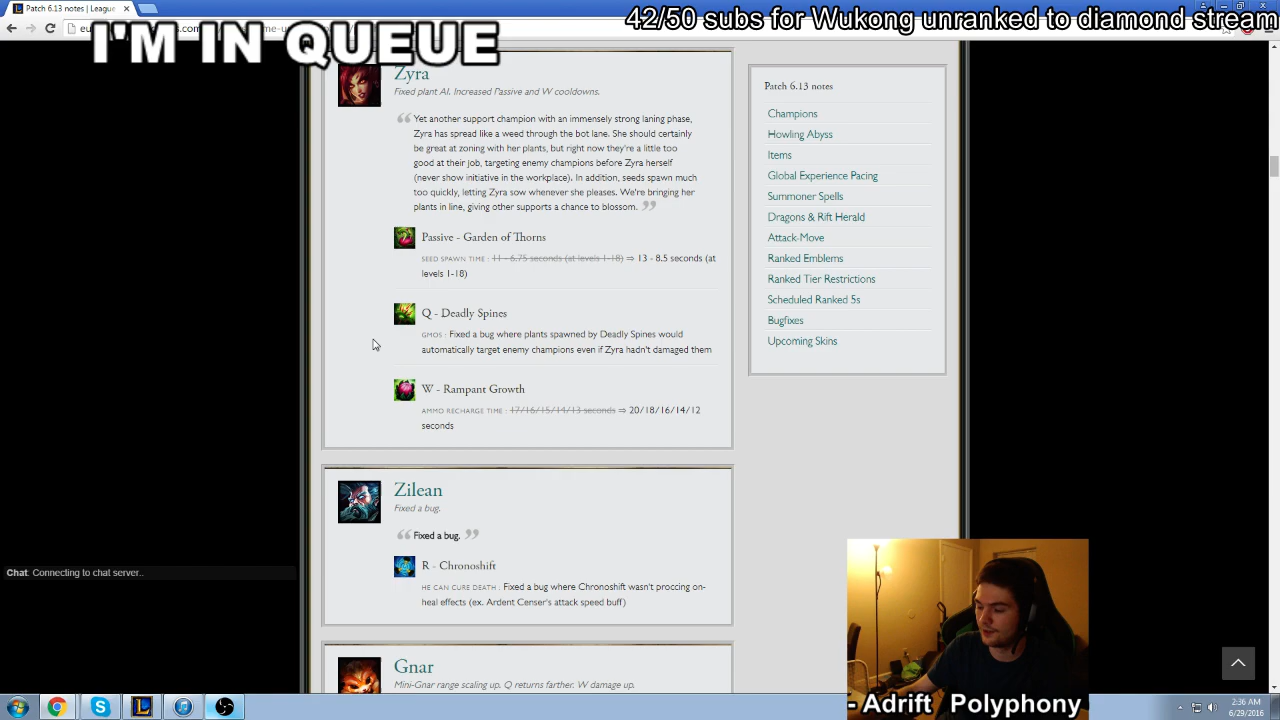 Patch 6.13 notes | League
I'M IN QUEUE
42/50 subs for Wukong unranked to diamond stream
Zyra
Fixed plant AI. Increased Passive and W cooldowns.
Yet another support champion with an immensely strong laning phase,
Zyra has spread like a weed through the bot lane. She should certainly
be great at zoning with her plants, but right now they're a little too
good at their job, targeting enemy champions before Zyra herself
(never show initiative in the workplace). In addition, seeds spawn much
too quickly, letting Zyra sow whenever she pleases. We're bringing her
plants in line, giving other supports a chance to blossom.
Passive - Garden of Thorns
SEED SPAWN TIME : 11 - 6.75 seconds (at levels 1-18) ⇒ 13 - 8.5 seconds (at
levels 1-18)
Q - Deadly Spines
GMOS : Fixed a bug where plants spawned by Deadly Spines would
automatically target enemy champions even if Zyra hadn't damaged them
W - Rampant Growth
AMMO RECHARGE TIME : 17/16/15/14/13 seconds ⇒ 20/18/16/14/12
seconds
Zilean
Fixed a bug.
Fixed a bug.
R - Chronoshift
HE CAN CURE DEATH : Fixed a bug where Chronoshift wasn't proccing on-
heal effects (ex. Ardent Censer's attack speed buff)
Gnar
Mini-Gnar range scaling up. Q returns farther. W damage up.
Patch 6.13 notes
Champions
Howling Abyss
Items
Global Experience Pacing
Summoner Spells
Dragons & Rift Herald
Attack-Move
Ranked Emblems
Ranked Tier Restrictions
Scheduled Ranked 5s
Bugfixes
Upcoming Skins
Chat: Connecting to chat server..
- Adrift Polyphony
2:36 AM
6/29/2016